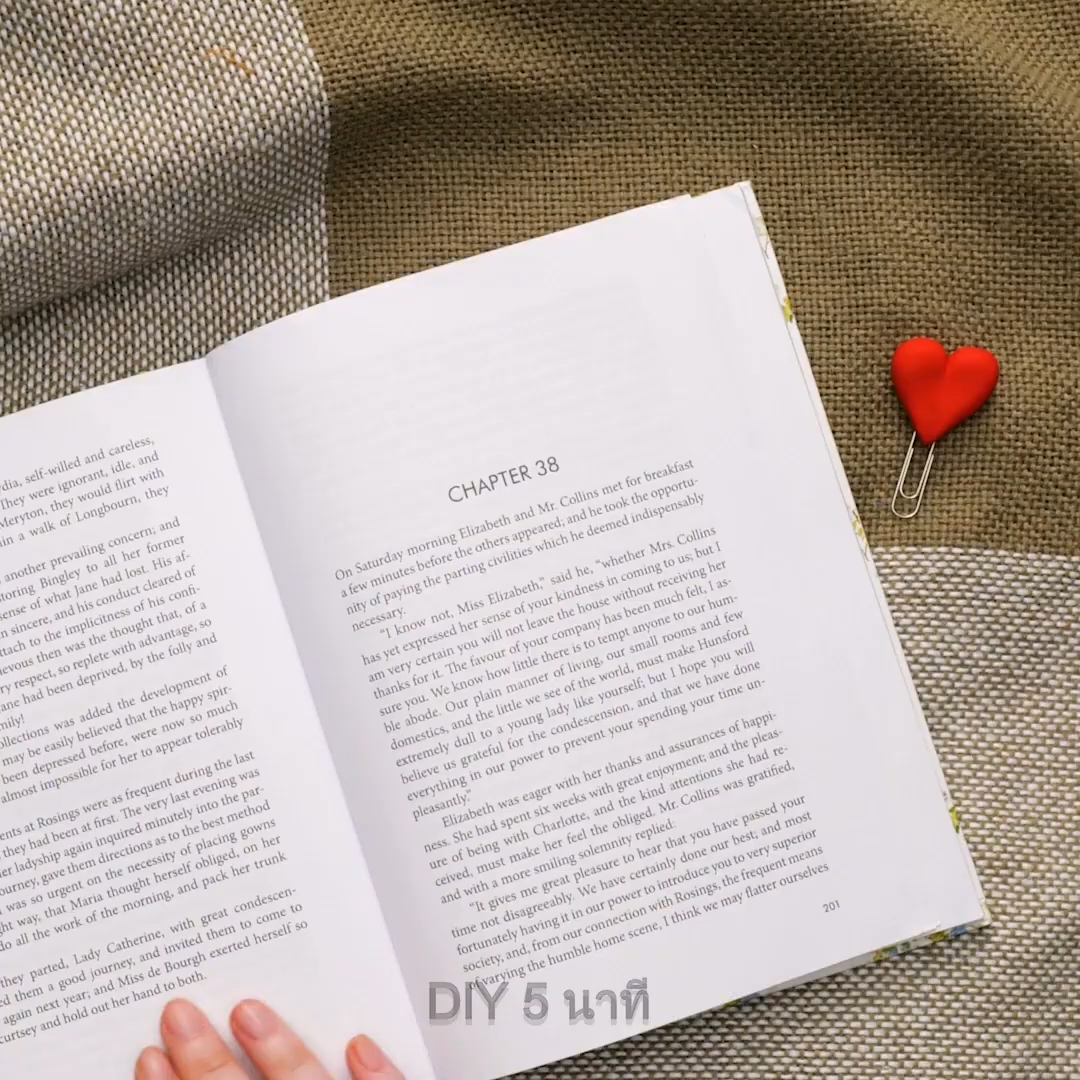 dia, self-willed and careless,
They were ignorant, idle, and
Meryton, they would flirt with
in a walk of Longbourn, they
another prevailing concern; and
toring Bingley to all her former
ense of what Jane had lost. His af-
n sincere, and his conduct cleared of
ttach to the implicitness of his confi-
ievous then was the thought that, of a
ry respect, so replete with advantage, so
ane had been deprived, by the folly and
mily!
ollections was added the development of
may be easily believed that the happy spir-
been depressed before, were now so much
almost impossible for her to appear tolerably
ents at Rosings were as frequent during the last
they had been at first. The very last evening was
er ladyship again inquired minutely into the par-
ourney, gave them directions as to the best method
was so urgent on the necessity of placing gowns
ght way, that Maria thought herself obliged, on her
do all the work of the morning, and pack her trunk
they parted, Lady Catherine, with great condescen-
ed them a good journey, and invited them to come to
again next year; and Miss de Bourgh exerted herself so
curtsey and hold out her hand to both.
CHAPTER 38
On Saturday morning Elizabeth and Mr. Collins met for breakfast
a few minutes before the others appeared; and he took the opportu-
nity of paying the parting civilities which he deemed indispensably
necessary.
“I know not, Miss Elizabeth,” said he, “whether Mrs. Collins
has yet expressed her sense of your kindness in coming to us; but I
am very certain you will not leave the house without receiving her
thanks for it. The favour of your company has been much felt, I as-
sure you. We know how little there is to tempt anyone to our hum-
ble abode. Our plain manner of living, our small rooms and few
domestics, and the little we see of the world, must make Hunsford
extremely dull to a young lady like yourself; but I hope you will
believe us grateful for the condescension, and that we have done
everything in our power to prevent your spending your time un-
pleasantly.”
Elizabeth was eager with her thanks and assurances of happi-
ness. She had spent six weeks with great enjoyment; and the pleas-
ure of being with Charlotte, and the kind attentions she had re-
ceived, must make her feel the obliged. Mr. Collins was gratified,
and with a more smiling solemnity replied:
“It gives me great pleasure to hear that you have passed your
time not disagreeably. We have certainly done our best; and most
fortunately having it in our power to introduce you to very superior
society, and, from our connection with Rosings, the frequent means
of varying the humble home scene, I think we may flatter ourselves
201
DIY 5 นาที